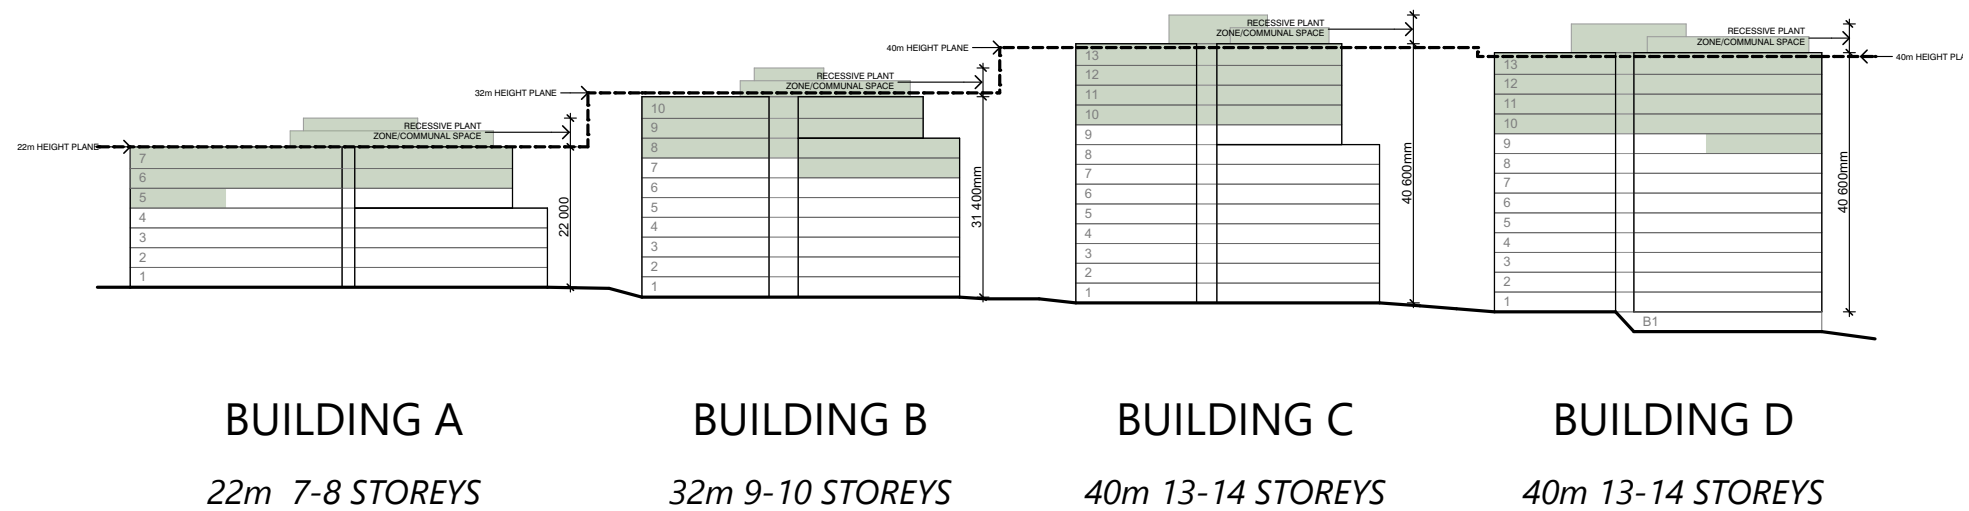 RECESSIVE PLANT
ZONE/COMMUNAL SPACE
22m HEIGHT PLANE
7
6
5
4
3
2
1
22 000
RECESSIVE PLANT
ZONE/COMMUNAL SPACE
32m HEIGHT PLANE
10
9
8
7
6
5
4
3
2
1
31 400mm
RECESSIVE PLANT
ZONE/COMMUNAL SPACE
40m HEIGHT PLANE
13
12
11
10
9
8
7
6
5
4
3
2
1
40 600mm
RECESSIVE PLANT
ZONE/COMMUNAL SPACE
40m HEIGHT PLA
13
12
11
10
9
8
7
6
5
4
3
2
1
B1
40 600mm
BUILDING A
22m 7-8 STOREYS
BUILDING B
32m 9-10 STOREYS
BUILDING C
40m 13-14 STOREYS
BUILDING D
40m 13-14 STOREYS